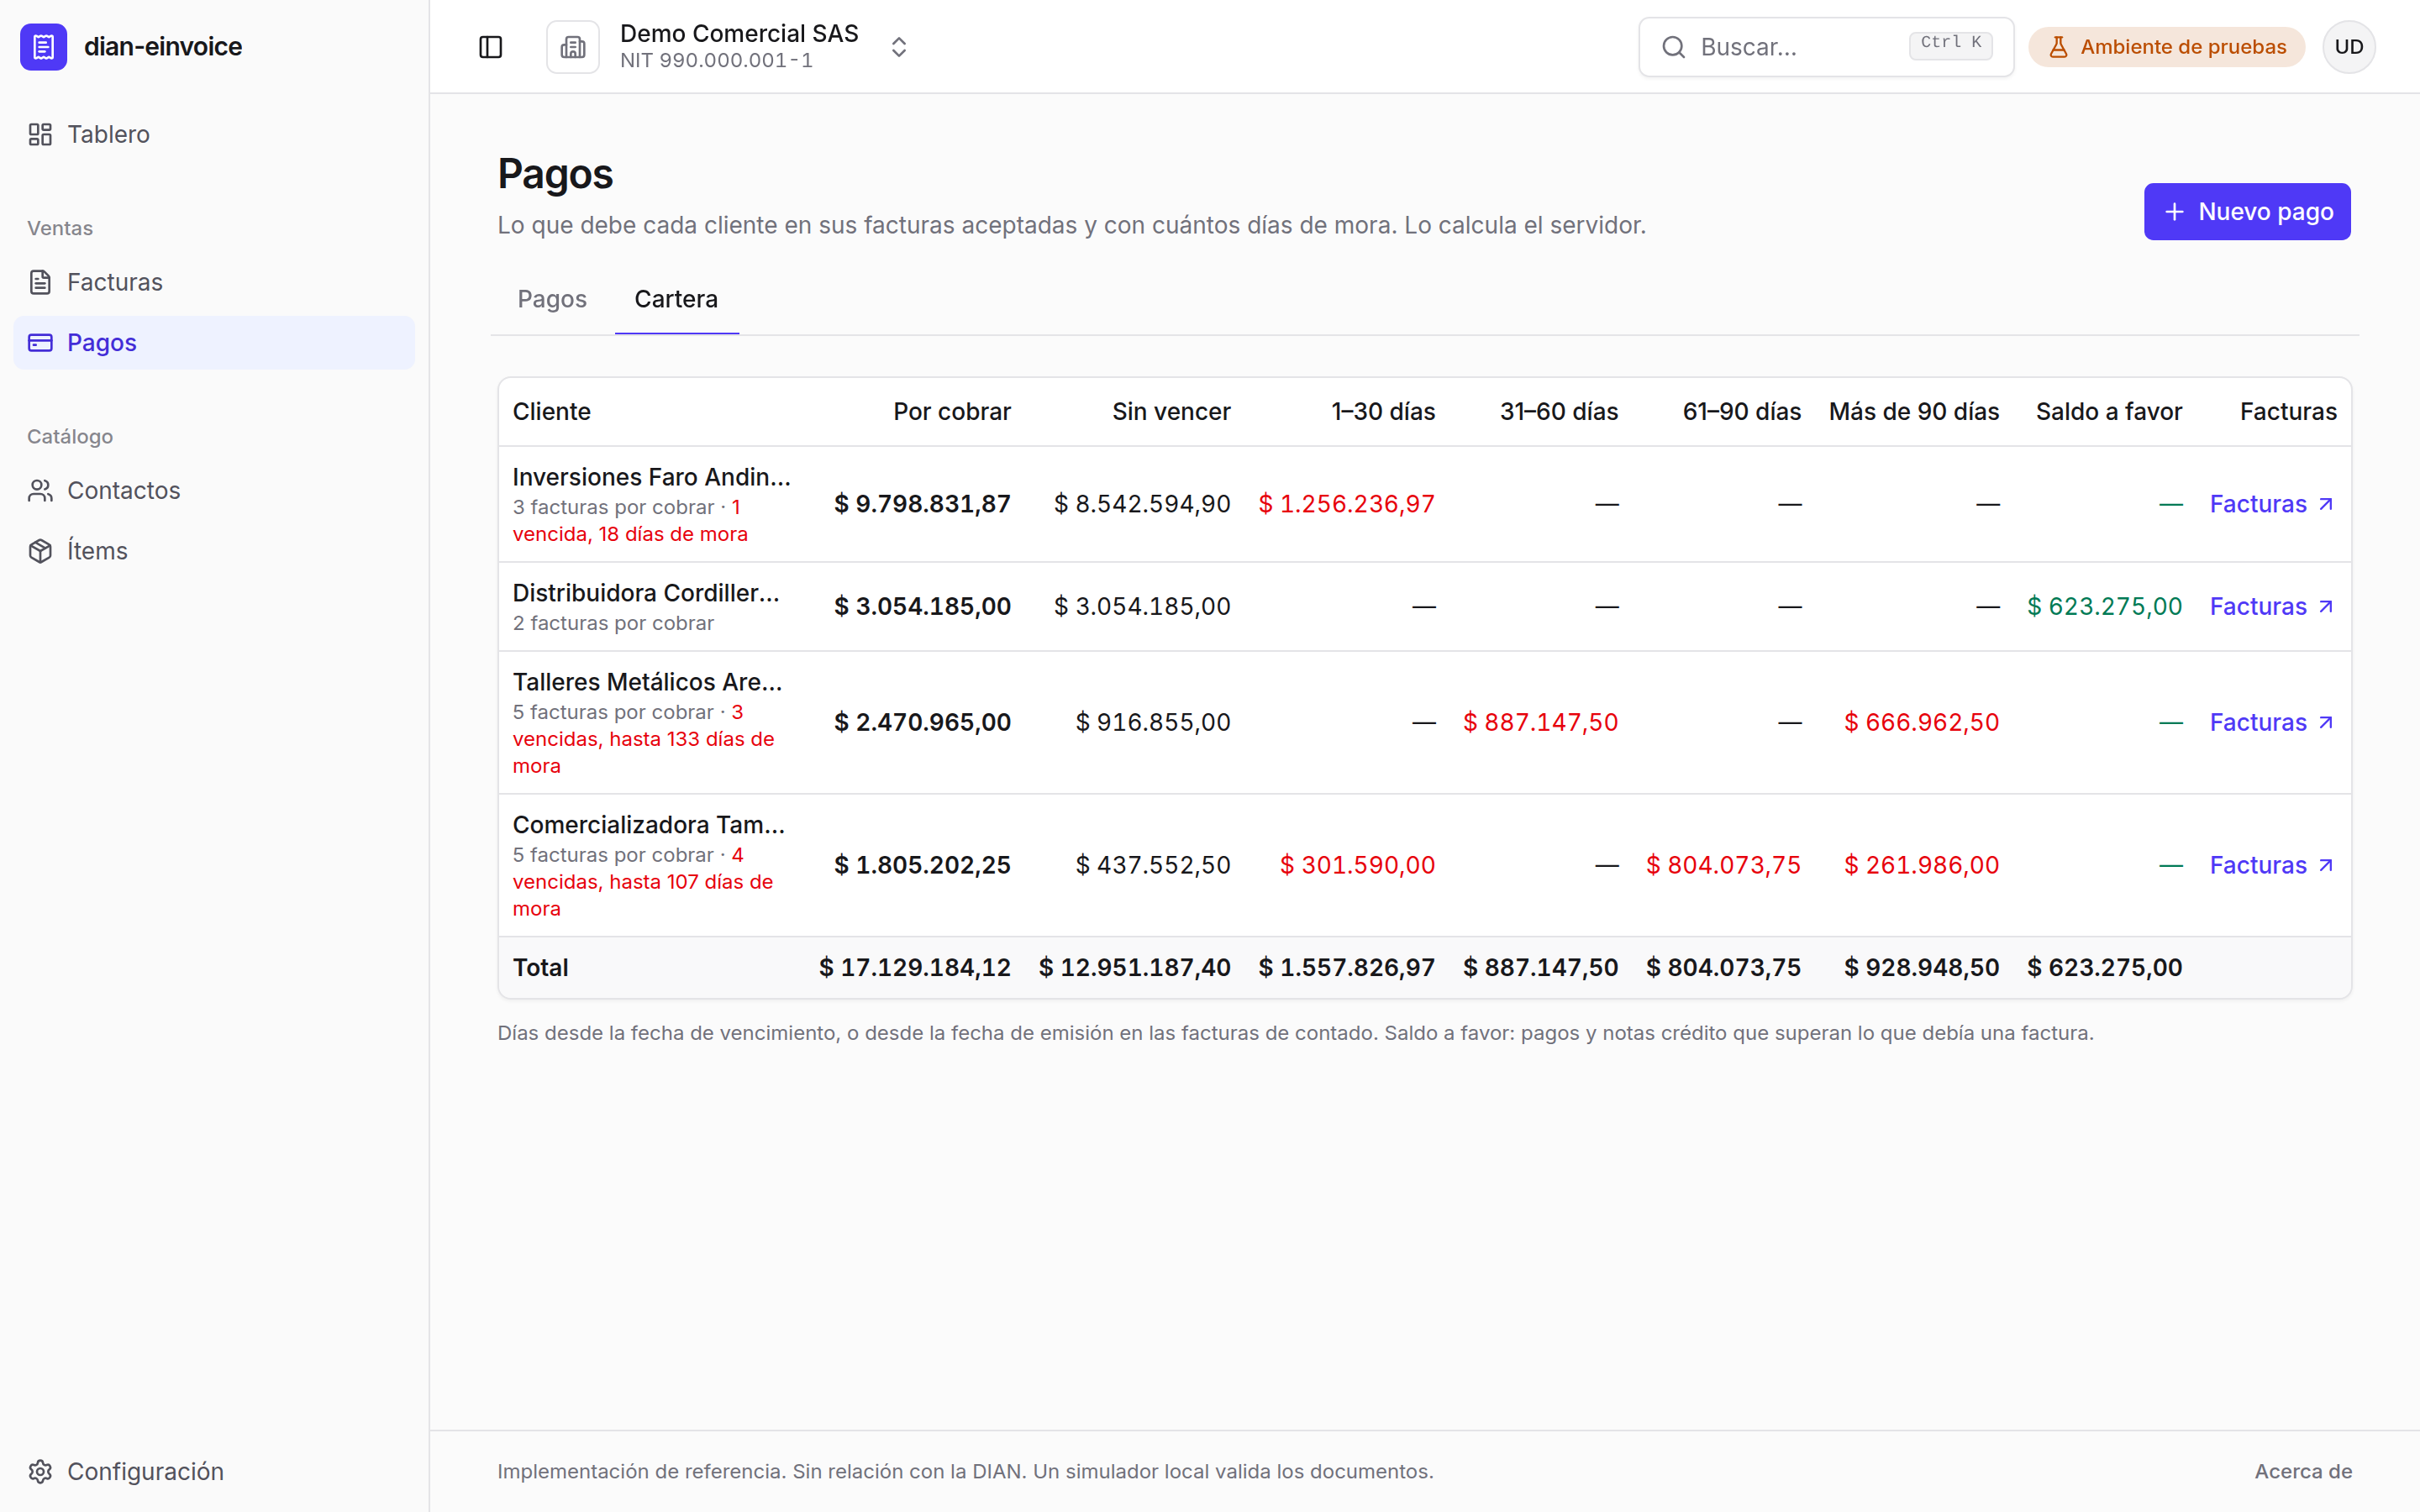 dian-einvoice
Demo Comercial SAS
NIT 990.000.001-1
Buscar...
Ctrl K
Ambiente de pruebas
UD
Tablero
Ventas
Facturas
Pagos
Catálogo
Contactos
Ítems
Configuración
Pagos
Lo que debe cada cliente en sus facturas aceptadas y con cuántos días de mora. Lo calcula el servidor.
Nuevo pago
Pagos Cartera
Cliente Por cobrar Sin vencer 1–30 días 31–60 días 61–90 días Más de 90 días Saldo a favor Facturas
Inversiones Faro Andin...
3 facturas por cobrar · 1
vencida, 18 días de mora
$ 9.798.831,87 $ 8.542.594,90 $ 1.256.236,97 — — — — Facturas
Distribuidora Cordiller...
2 facturas por cobrar
$ 3.054.185,00 $ 3.054.185,00 — — — — $ 623.275,00 Facturas
Talleres Metálicos Are...
5 facturas por cobrar · 3
vencidas, hasta 133 días de
mora
$ 2.470.965,00 $ 916.855,00 — $ 887.147,50 — $ 666.962,50 — Facturas
Comercializadora Tam...
5 facturas por cobrar · 4
vencidas, hasta 107 días de
mora
$ 1.805.202,25 $ 437.552,50 $ 301.590,00 — $ 804.073,75 $ 261.986,00 — Facturas
Total $ 17.129.184,12 $ 12.951.187,40 $ 1.557.826,97 $ 887.147,50 $ 804.073,75 $ 928.948,50 $ 623.275,00
Días desde la fecha de vencimiento, o desde la fecha de emisión en las facturas de contado. Saldo a favor: pagos y notas crédito que superan lo que debía una factura.
Implementación de referencia. Sin relación con la DIAN. Un simulador local valida los documentos.
Acerca de